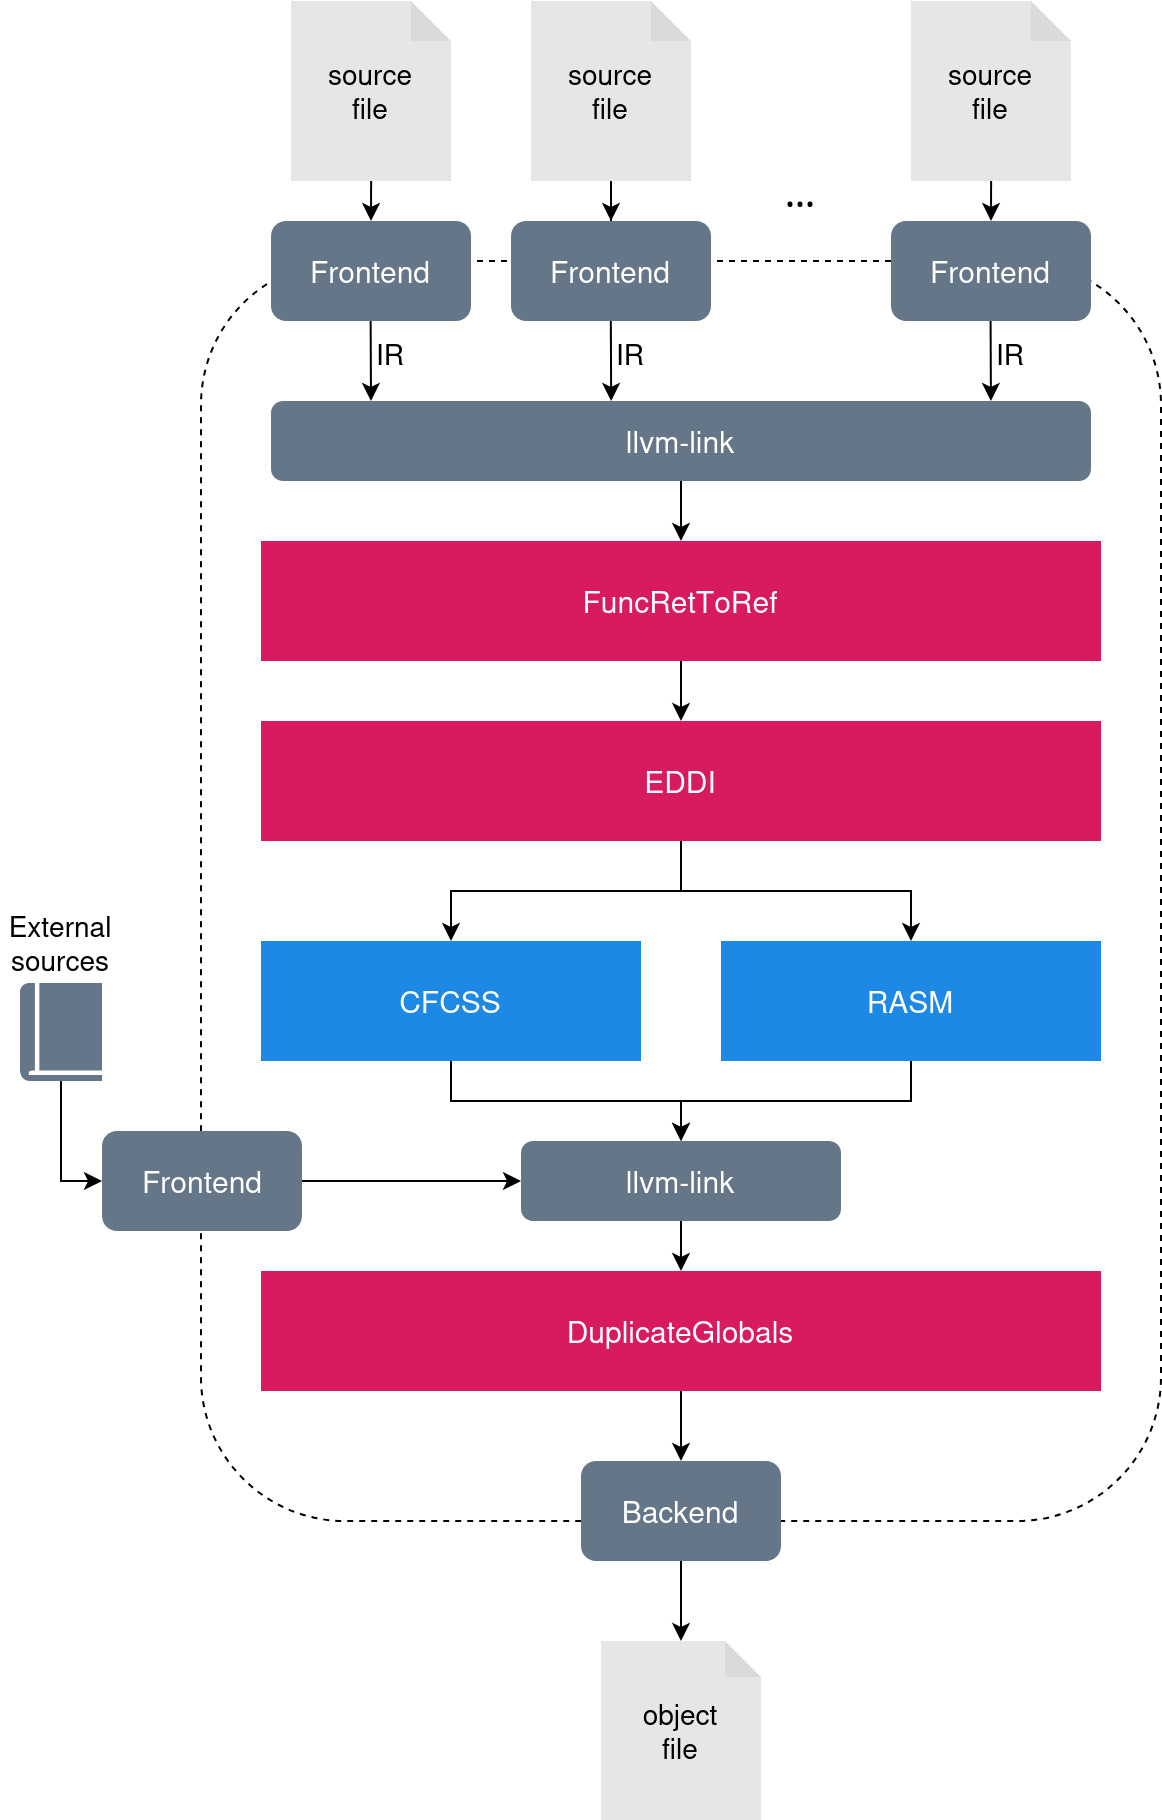 source
file
source
file
source
file
...
Frontend
Frontend
Frontend
IR
IR
IR
llvm-link
FuncRetToRef
EDDI
External
sources
CFCSS
RASM
Frontend
llvm-link
DuplicateGlobals
Backend
object
file